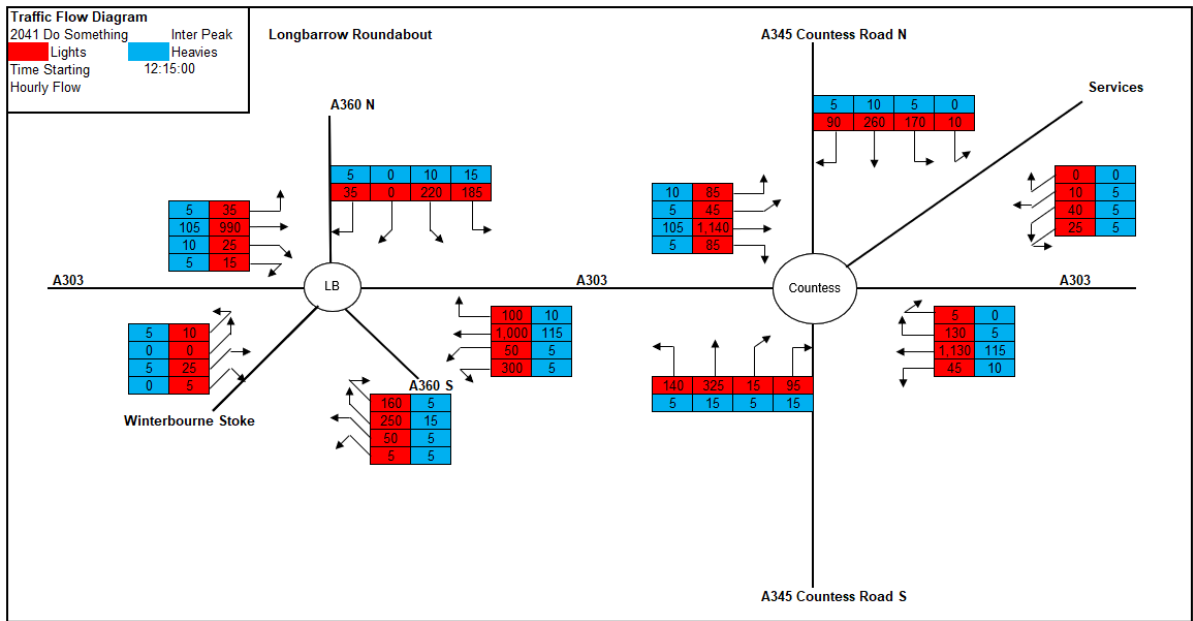 Traffic Flow Diagram
2041 Do Something Inter Peak
Lights Heavies
Time Starting 12:15:00
Hourly Flow
Longbarrow Roundabout
A345 Countess Road N
Services
A360 N
5 10 5 0
90 260 170 10
5 0 10 15
35 0 220 185
0 0
10 5
40 5
25 5
10 85
5 45
105 1,140
5 85
5 35
105 990
10 25
5 15
A303
LB
A303
Countess
A303
100 10
1,000 115
50 5
300 5
5 0
130 5
1,130 115
45 10
5 10
0 0
5 25
0 5
140 325 15 95
5 15 5 15
A360 S
160 5
250 15
50 5
5 5
Winterbourne Stoke
A345 Countess Road S